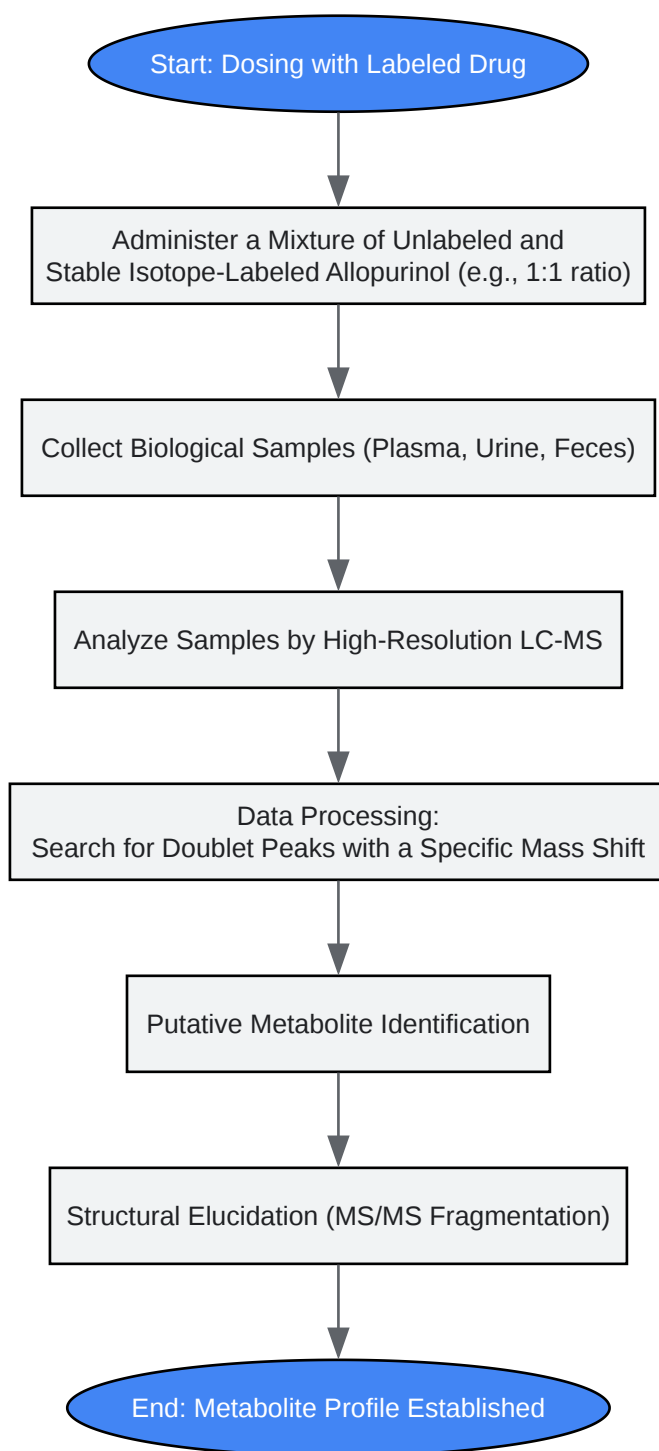 Start: Dosing with Labeled Drug
Administer a Mixture of Unlabeled and
Stable Isotope-Labeled Allopurinol (e.g., 1:1 ratio)
Collect Biological Samples (Plasma, Urine, Feces)
Analyze Samples by High-Resolution LC-MS
Data Processing:
Search for Doublet Peaks with a Specific Mass Shift
Putative Metabolite Identification
Structural Elucidation (MS/MS Fragmentation)
End: Metabolite Profile Established